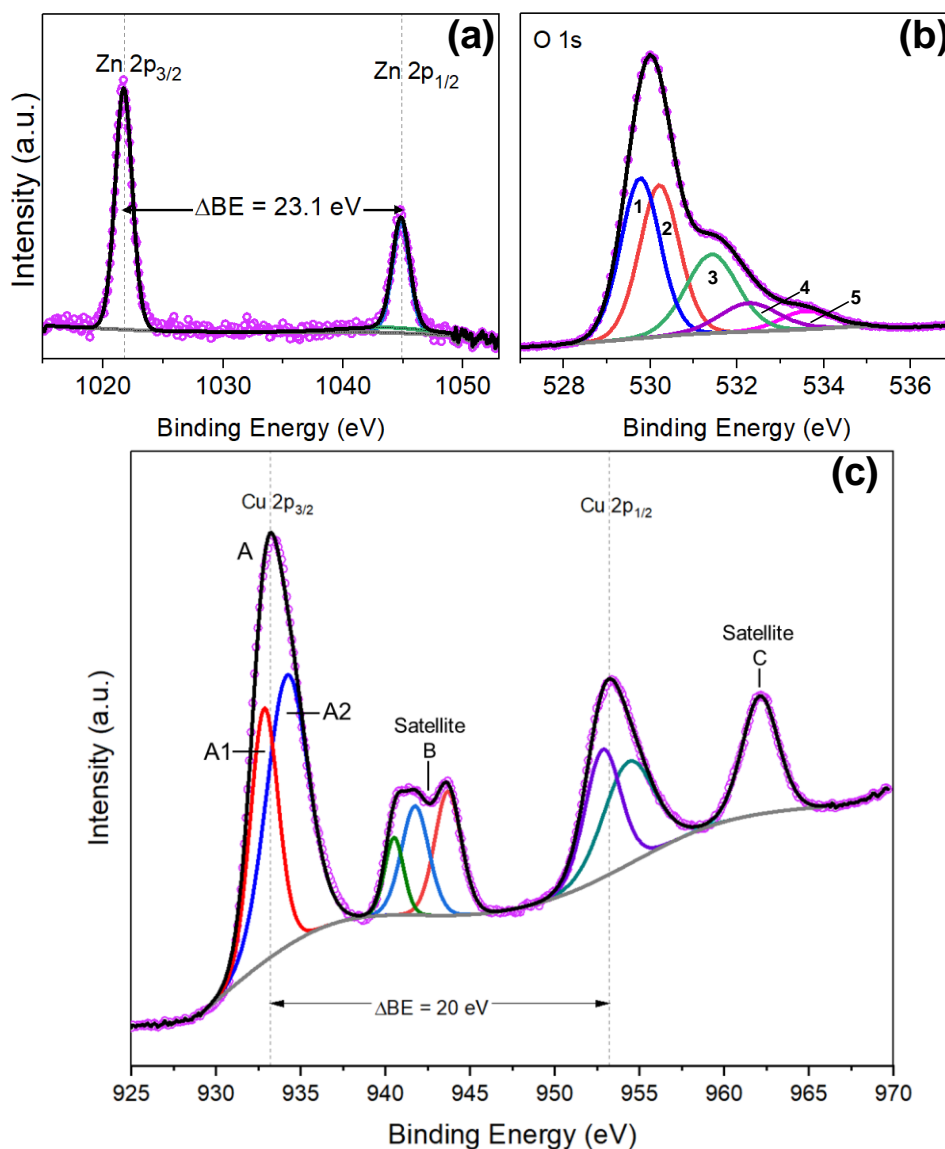 (a)
Zn 2p3/2
Zn 2p1/2
ΔBE = 23.1 eV
Intensity (a.u.)
1020 1030 1040 1050
Binding Energy (eV)
(b)
O 1s
1
2
3
4
5
528 530 532 534 536
Binding Energy (eV)
(c)
Cu 2p3/2
Cu 2p1/2
A
A1
A2
Satellite
B
Satellite
C
ΔBE = 20 eV
Intensity (a.u.)
925 930 935 940 945 950 955 960 965 970
Binding Energy (eV)